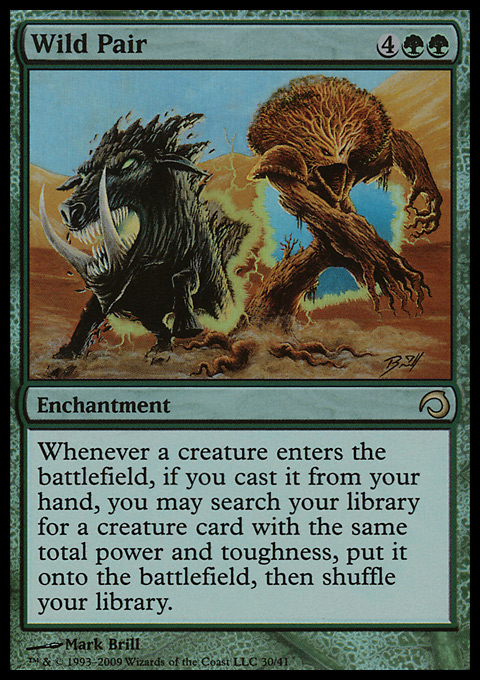 Wild Pair 4
Brill
Enchantment
Whenever a creature enters the
battlefield, if you cast it from your
hand, you may search your library
for a creature card with the same
total power and toughness, put it
onto the battlefield, then shuffle
your library.
Mark Brill
™ & © 1993–2009 Wizards of the Coast LLC 30/41